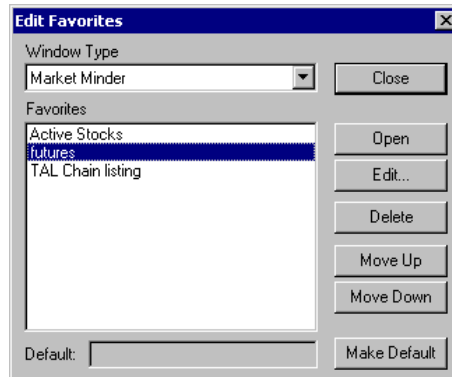 Edit Favorites
Window Type
Market Minder
Close
Favorites
Active Stocks
futures
TAL Chain listing
Open
Edit...
Delete
Move Up
Move Down
Default:
Make Default